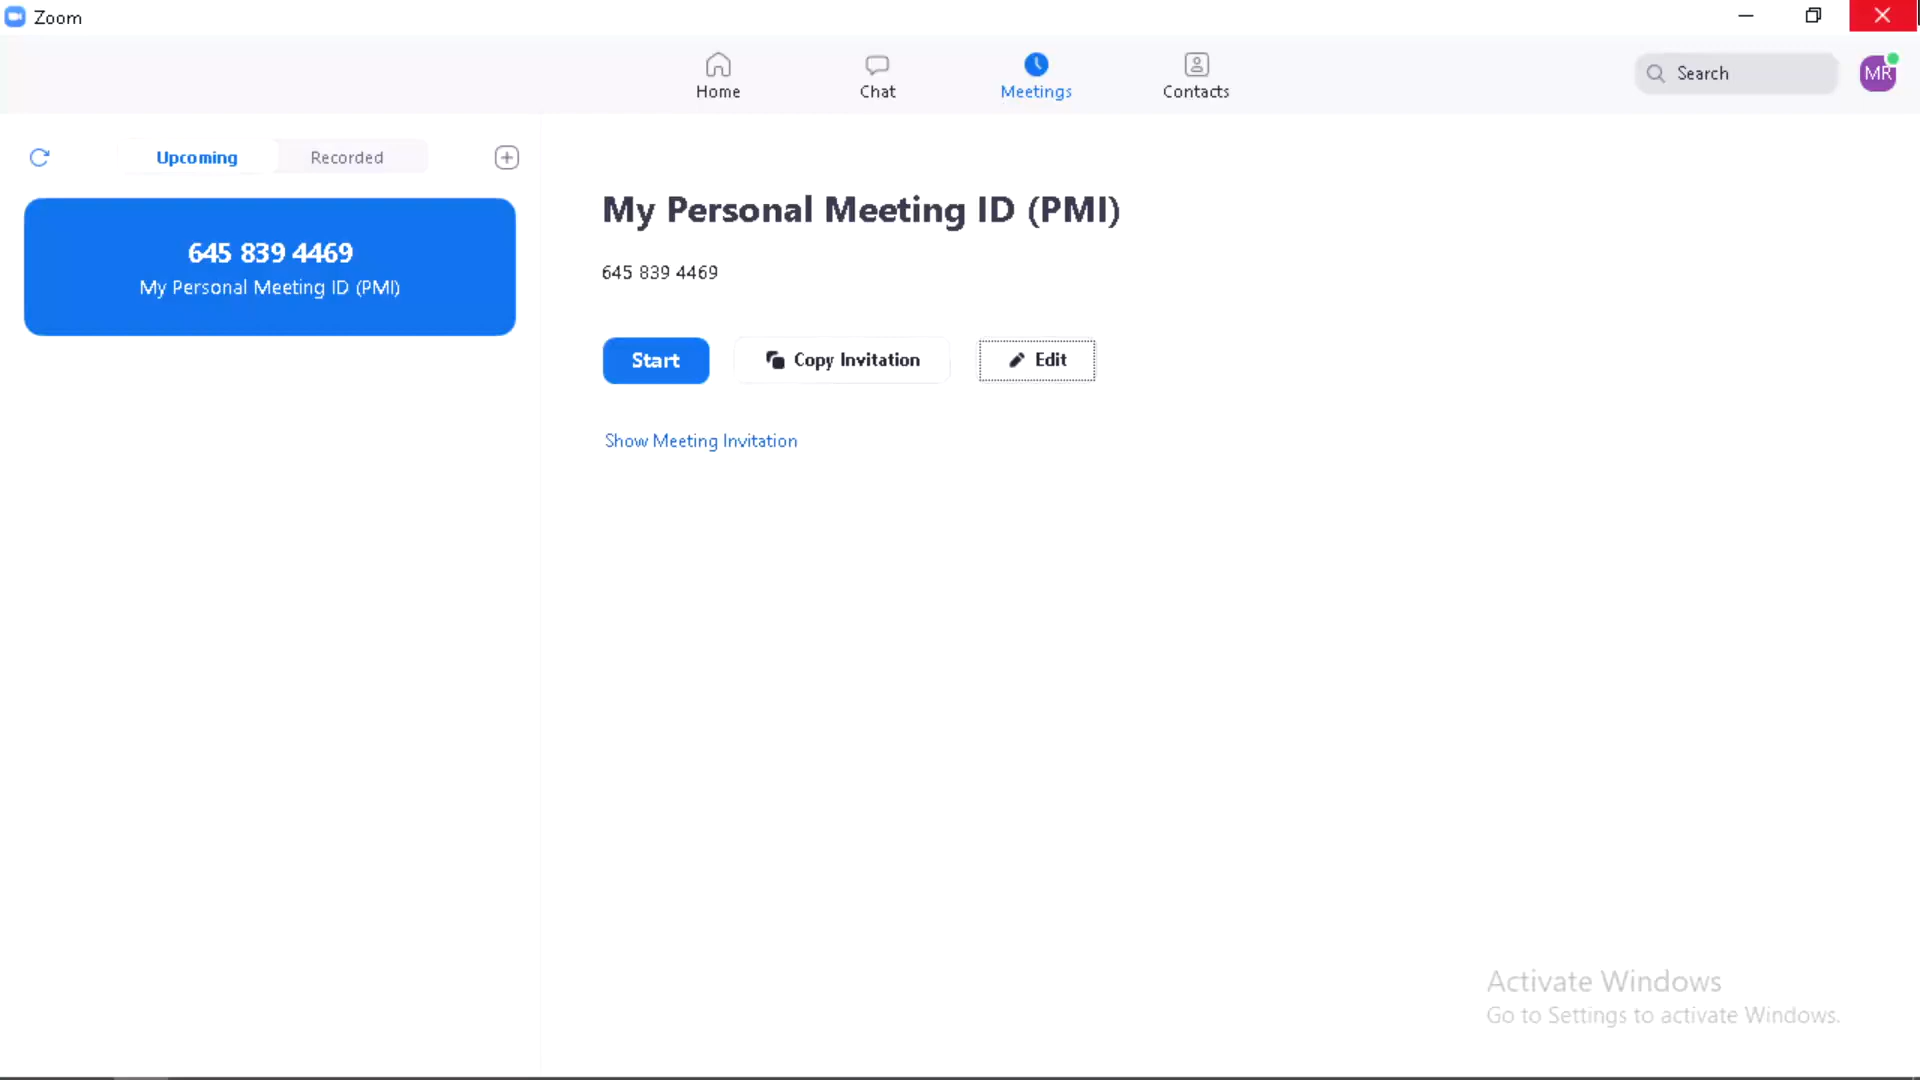 Zoom
Home
Chat
Meetings
Contacts
Search
MR
Upcoming
Recorded
645 839 4469
My Personal Meeting ID (PMI)
My Personal Meeting ID (PMI)
645 839 4469
Start
Copy Invitation
Edit
Show Meeting Invitation
Activate Windows
Go to Settings to activate Windows.